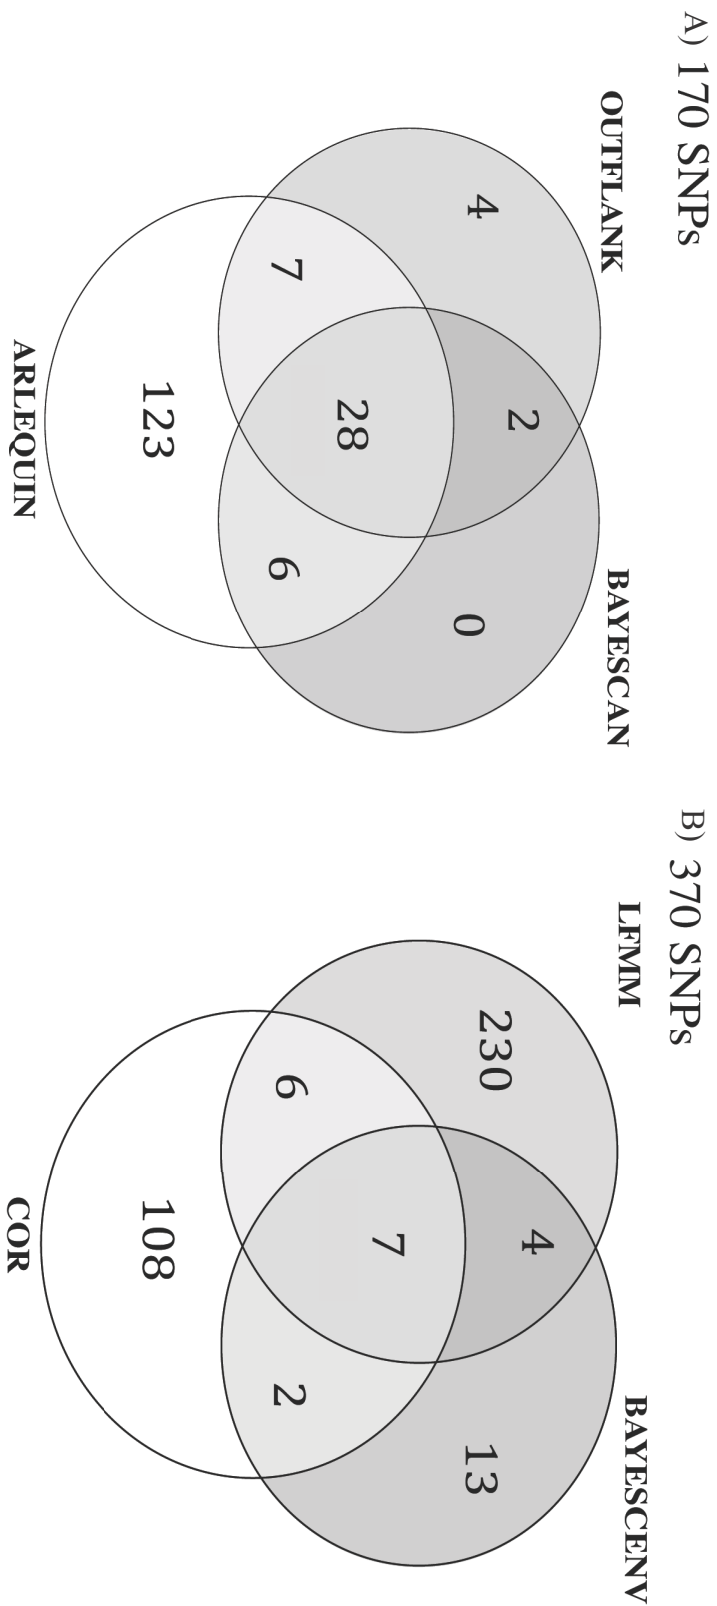 A) 170 SNPs
OUTFLANK
BAYESCAN
4
2
0
28
7
6
123
ARLEQUIN
B) 370 SNPs
LFMM
BAYESCENV
230
4
13
7
6
2
108
COR